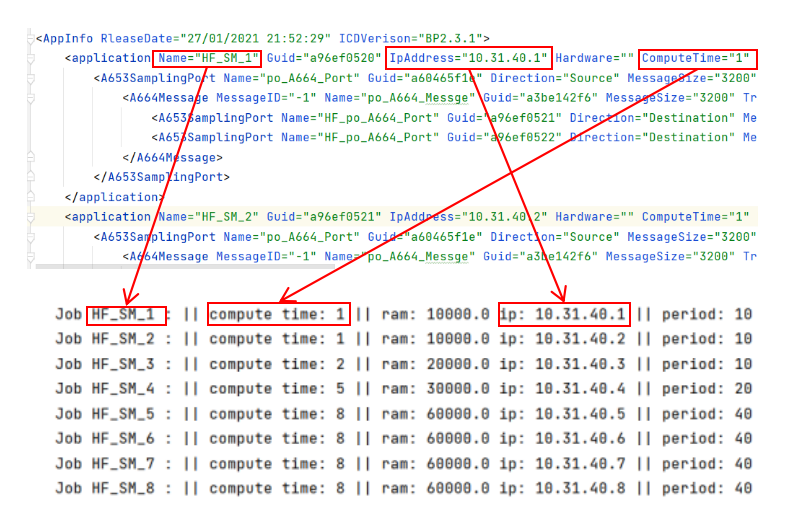 <AppInfo RleaseDate="27/01/2021 21:52:29" ICDVerison="BP2.3.1">
<application Name="HF_SM_1" Guid="a96ef0520" IpAddress="10.31.40.1" Hardware="" ComputeTime="1"
<A653SamplingPort Name="po_A664_Port" Guid="a60465f1e" Direction="Source" MessageSize="3200"
<A664Message MessageID="-1" Name="po_A664_Messge" Guid="a3be142f6" MessageSize="3200" Tr
<A653SamplingPort Name="HF_po_A664_Port" Guid="a96ef0521" Direction="Destination" Me
<A653SamplingPort Name="HF_po_A664_Port" Guid="a96ef0522" Direction="Destination" Me
</A664Message>
</A653SamplingPort>
</application>
<application Name="HF_SM_2" Guid="a96ef0521" IpAddress="10.31.40.2" Hardware="" ComputeTime="1"
<A653SamplingPort Name="po_A664_Port" Guid="a60465f1e" Direction="Source" MessageSize="3200"
<A664Message MessageID="-1" Name="po_A664_Messge" Guid="a3be142f6" MessageSize="3200" Tr
Job HF_SM_1 : || compute time: 1 || ram: 10000.0 ip: 10.31.40.1 || period: 10
Job HF_SM_2 : || compute time: 1 || ram: 10000.0 ip: 10.31.40.2 || period: 10
Job HF_SM_3 : || compute time: 2 || ram: 20000.0 ip: 10.31.40.3 || period: 10
Job HF_SM_4 : || compute time: 5 || ram: 30000.0 ip: 10.31.40.4 || period: 20
Job HF_SM_5 : || compute time: 8 || ram: 60000.0 ip: 10.31.40.5 || period: 40
Job HF_SM_6 : || compute time: 8 || ram: 60000.0 ip: 10.31.40.6 || period: 40
Job HF_SM_7 : || compute time: 8 || ram: 60000.0 ip: 10.31.40.7 || period: 40
Job HF_SM_8 : || compute time: 8 || ram: 60000.0 ip: 10.31.40.8 || period: 40